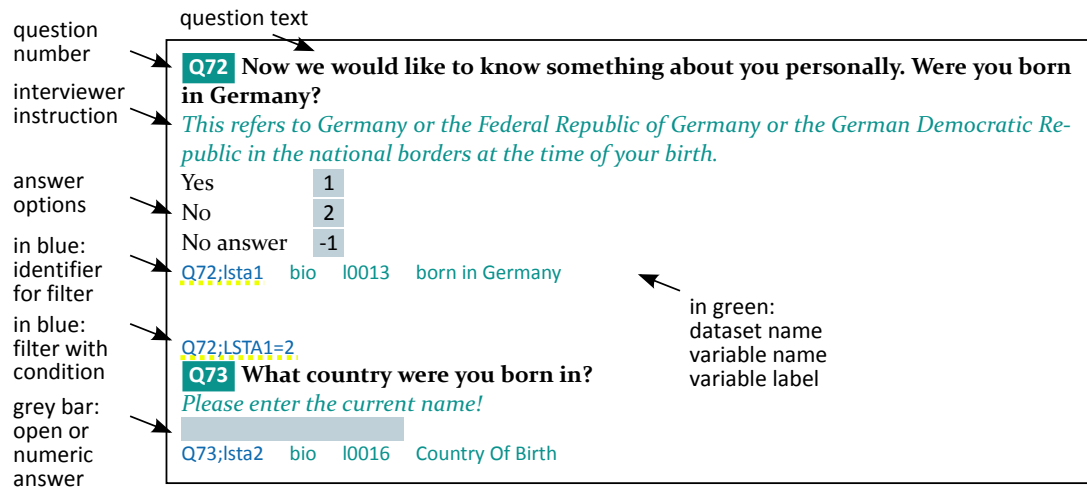 question text
question
number
Q72 Now we would like to know something about you personally. Were you born
in Germany?
interviewer
instruction
This refers to Germany or the Federal Republic of Germany or the German Democratic Re-
public in the national borders at the time of your birth.
answer
options
Yes 1
No 2
No answer -1
in blue:
identifier
for filter
Q72;lsta1 bio l0013 born in Germany
in green:
dataset name
variable name
variable label
in blue:
filter with
condition
Q72;LSTA1=2
Q73 What country were you born in?
Please enter the current name!
grey bar:
open or
numeric
answer
Q73;lsta2 bio l0016 Country Of Birth